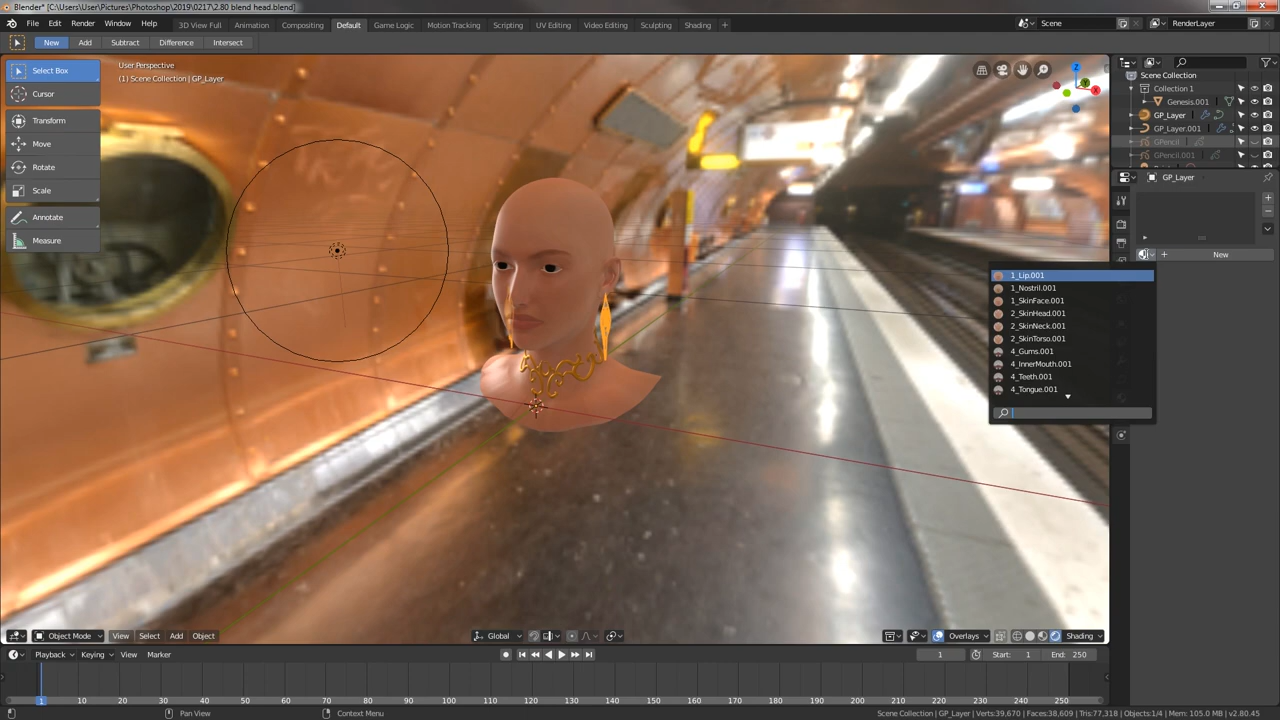 Blender* [C:\Users\User\Pictures\Photoshop\2019\0217\2.80 blend head.blend]
File Edit Render Window Help 3D View Full Animation Compositing Default Game Logic Motion Tracking Scripting UV Editing Video Editing Sculpting Shading + Scene RenderLayer
New Add Subtract Difference Intersect
User Perspective
(1) Scene Collection | GP_Layer
Select Box
Cursor
Transform
Move
Rotate
Scale
Annotate
Measure
Z
Y
X
Scene Collection
Collection 1
Genesis.001
GP_Layer
GP_Layer.001
GPencil
GPencil.001
GP_Layer
New
1_Lip.001
1_Nostril.001
1_SkinFace.001
2_SkinHead.001
2_SkinNeck.001
2_SkinTorso.001
4_Gums.001
4_InnerMouth.001
4_Teeth.001
4_Tongue.001
Object Mode View Select Add Object Global Overlays Shading
Playback Keying View Marker 1 Start: 1 End: 250
1 10 20 30 40 50 60 70 80 90 100 110 120 130 140 150 160 170 180 190 200 210 220 230 240 250
Pan View Context Menu Scene Collection | GP_Layer | Verts:39,670 | Faces:38,609 | Tris:77,318 | Objects:1/4 | Mem: 105.0 MB | v2.80.45